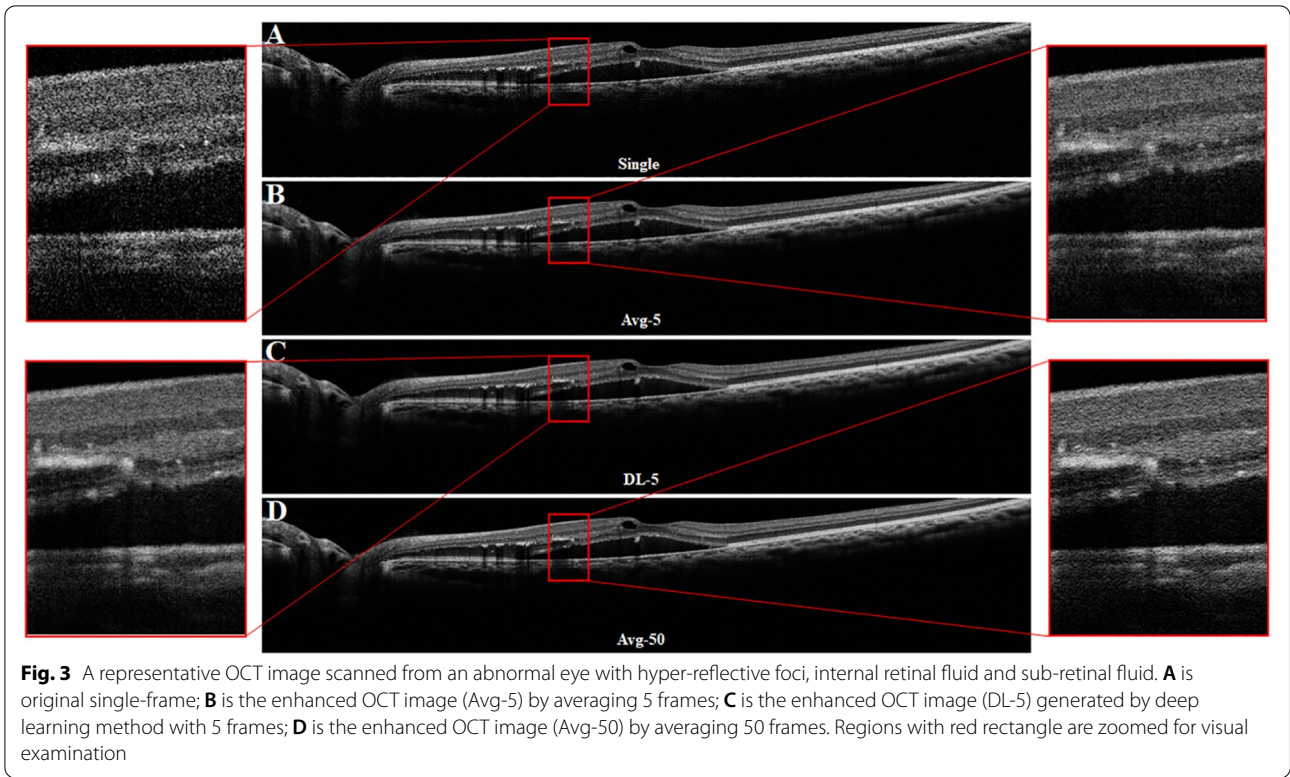 A
Single
B
Avg-5
C
DL-5
D
Avg-50
Fig. 3 A representative OCT image scanned from an abnormal eye with hyper-reflective foci, internal retinal fluid and sub-retinal fluid. A is
original single-frame; B is the enhanced OCT image (Avg-5) by averaging 5 frames; C is the enhanced OCT image (DL-5) generated by deep
learning method with 5 frames; D is the enhanced OCT image (Avg-50) by averaging 50 frames. Regions with red rectangle are zoomed for visual
examination